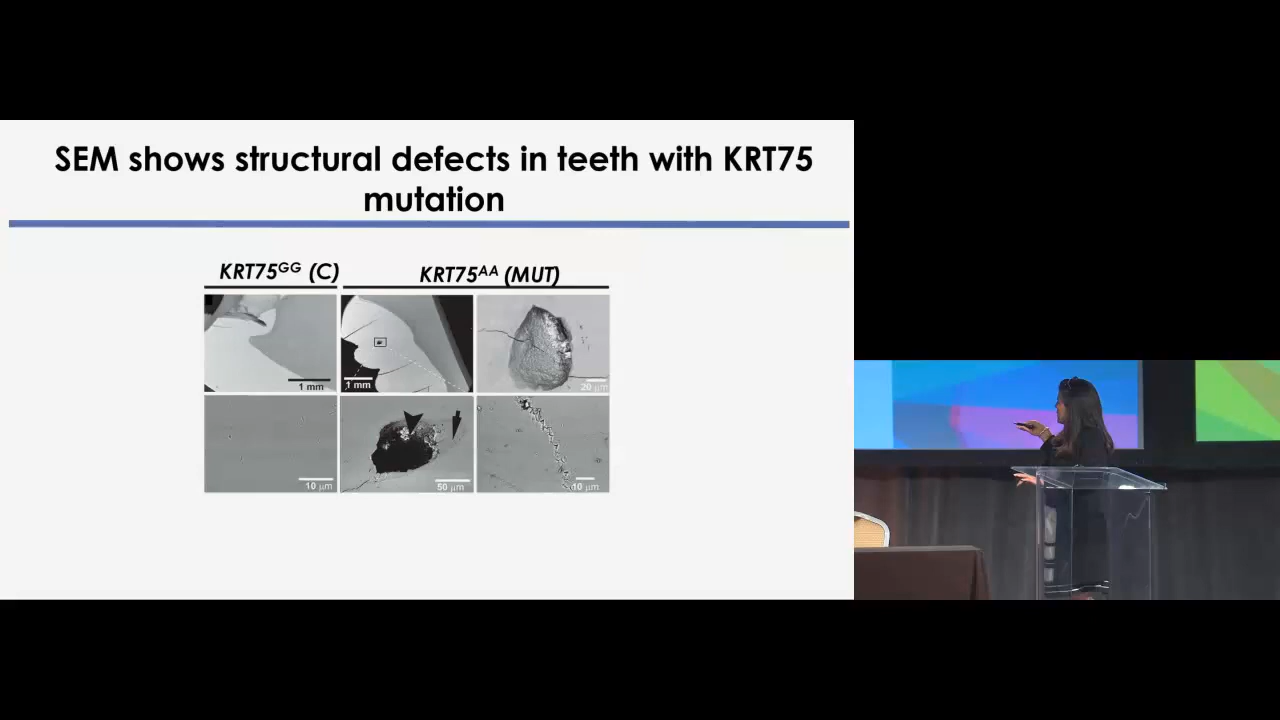 SEM shows structural defects in teeth with KRT75
mutation
KRT75GG (C)
KRT75AA (MUT)
1 mm
1 mm
20 μm
10 μm
50 μm
10 μm